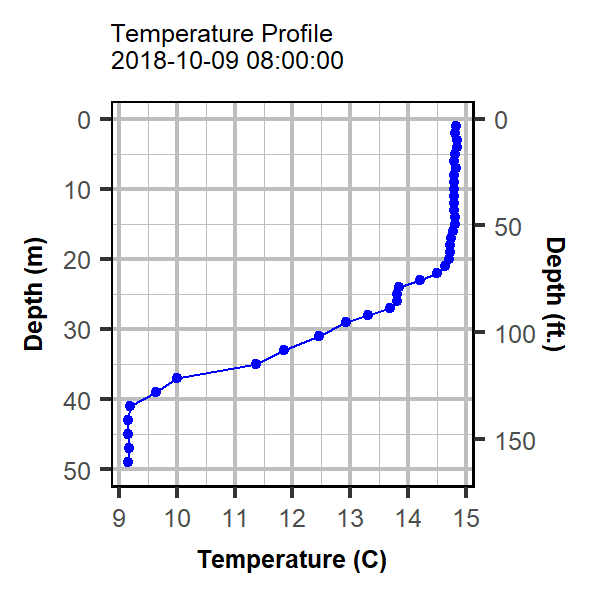 Temperature Profile
2018-10-09 08:00:00
0
10
20
30
40
50
Depth (m)
0
50
100
150
Depth (ft.)
9 10 11 12 13 14 15
Temperature (C)